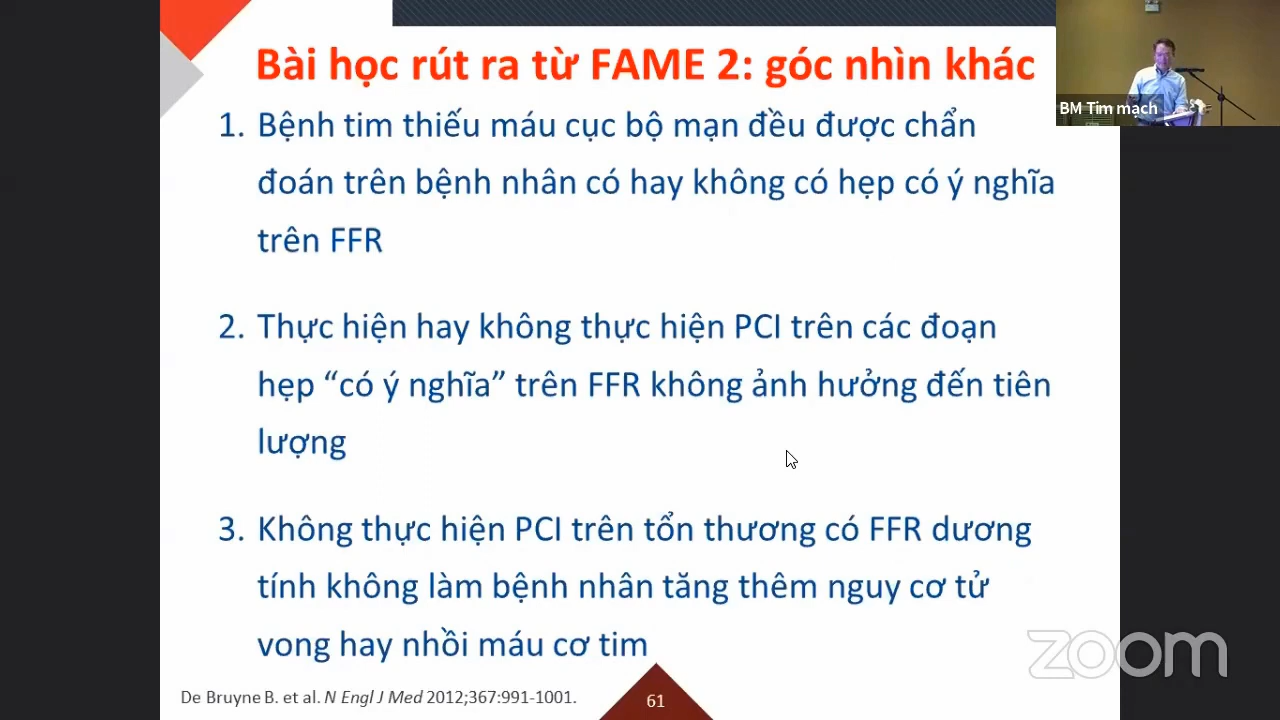 Bài học rút ra từ FAME 2: góc nhìn khác
BM Tim mạch
1. Bệnh tim thiếu máu cục bộ mạn đều được chẩn
đoán trên bệnh nhân có hay không có hẹp có ý nghĩa
trên FFR
2. Thực hiện hay không thực hiện PCI trên các đoạn
hẹp “có ý nghĩa” trên FFR không ảnh hưởng đến tiên
lượng
3. Không thực hiện PCI trên tổn thương có FFR dương
tính không làm bệnh nhân tăng thêm nguy cơ tử
vong hay nhồi máu cơ tim
zoom
De Bruyne B. et al. N Engl J Med 2012;367:991-1001.
61